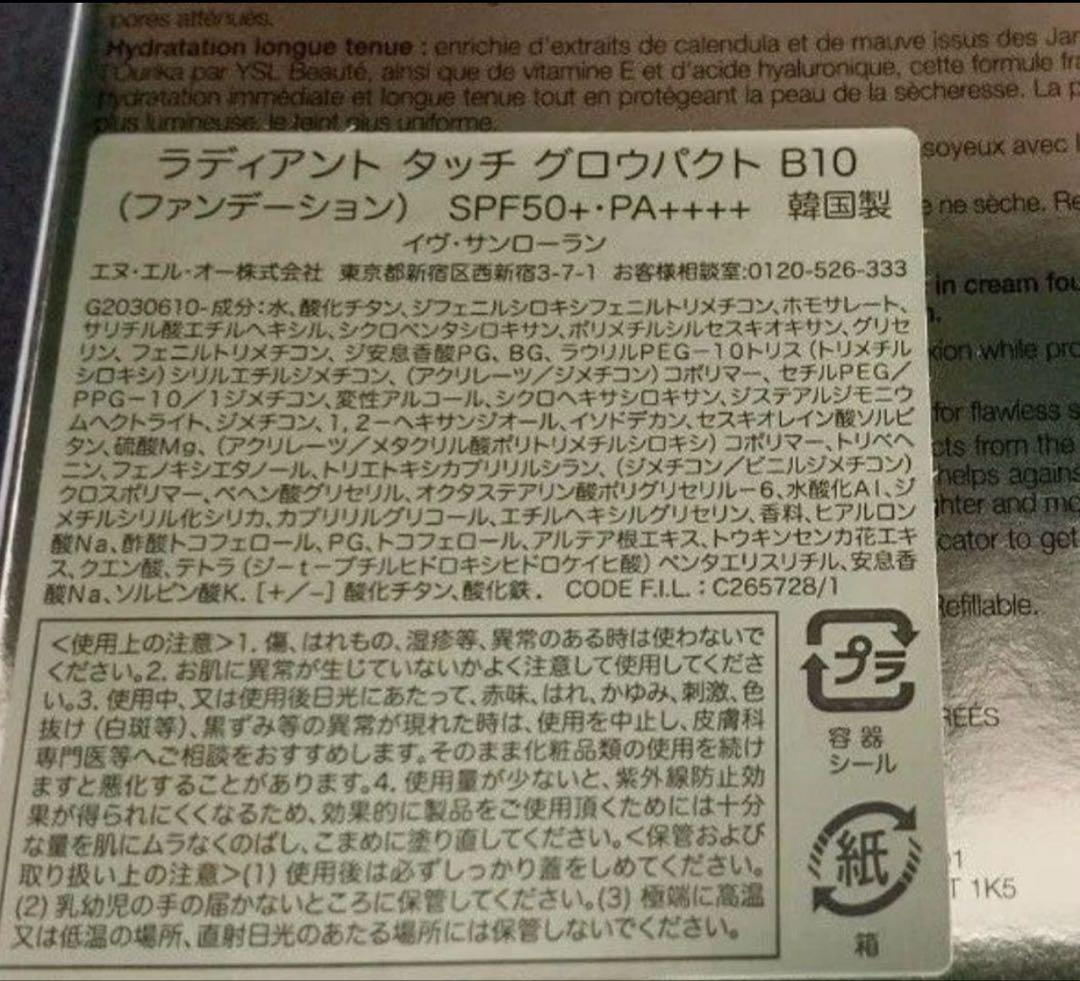 pores atténués.
Hydratation longue tenue : enrichie d'extraits de calendula et de mauve issus des Jar
l'Ourika par YSL Beauté, ainsi que de vitamine E et d'acide hyaluronique, cette formule fra
hydratation immédiate et longue tenue tout en protégeant la peau de la sécheresse. La p
plus lumineuse, le teint plus uniforme.
ラディアント タッチ グロウパクト B10
(ファンデーション) SPF50+・PA++++ 韓国製
イヴ・サンローラン
エヌ・エル・オー株式会社 東京都新宿区西新宿3-7-1 お客様相談室:0120-526-333
G2030610-成分:水、酸化チタン、ジフェニルシロキシフェニルトリメチコン、ホモサレート、
サリチル酸エチルヘキシル、シクロペンタシロキサン、ポリメチルシルセスキオキサン、グリセ
リン、フェニルトリメチコン、ジ安息香酸PG、BG、ラウリルPEG-10トリス(トリメチル
シロキシ)シリルエチルジメチコン、(アクリレーツ/ジメチコン)コポリマー、セチルPEG/
PPG-10/1ジメチコン、変性アルコール、シクロヘキサシロキサン、ジステアルジモニウ
ムヘクトライト、ジメチコン、1,2-ヘキサンジオール、イソドデカン、セスキオレイン酸ソルビ
タン、硫酸Mg、(アクリレーツ/メタクリル酸ポリトリメチルシロキシ)コポリマー、トリベヘ
ニン、フェノキシエタノール、トリエトキシカプリリルシラン、(ジメチコン/ビニルジメチコン)
クロスポリマー、ベヘン酸グリセリル、オクタステアリン酸ポリグリセリル-6、水酸化Al、ジ
メチルシリル化シリカ、カプリリルグリコール、エチルヘキシルグリセリン、香料、ヒアルロン
酸Na、酢酸トコフェロール、PG、トコフェロール、アルテア根エキス、トウキンセンカ花エキ
ス、クエン酸、テトラ(ジ-t-ブチルヒドロキシヒドロケイヒ酸)ペンタエリスリチル、安息香
酸Na、ソルビン酸K. [+/-] 酸化チタン、酸化鉄. CODE F.I.L. : C265728/1
<使用上の注意>1. 傷、はれもの、湿疹等、異常のある時は使わないで
ください。2. お肌に異常が生じていないかよく注意して使用してくださ
い。3. 使用中、又は使用後日光にあたって、赤味、はれ、かゆみ、刺激、色
抜け(白斑等)、黒ずみ等の異常が現れた時は、使用を中止し、皮膚科
専門医等へご相談をおすすめします。そのまま化粧品類の使用を続け
ますと悪化することがあります。4. 使用量が少ないと、紫外線防止効
果が得られにくくなるため、効果的に製品をご使用頂くためには十分
な量を肌にムラなくのばし、こまめに塗り直してください。<保管および
取り扱い上の注意>(1) 使用後は必ずしっかり蓋をしめてください。
(2) 乳幼児の手の届かないところに保管してください。(3) 極端に高温
又は低温の場所、直射日光のあたる場所には保管しないでください。
プラ
容器
シール
紙
箱
soyeux avec l
e ne sèche. Re
in cream fou
n.
xion while pro
for flawless s
cts from the
helps agains
hter and mo
cator to get
Refillable.
RÉÉS
1
T 1K5